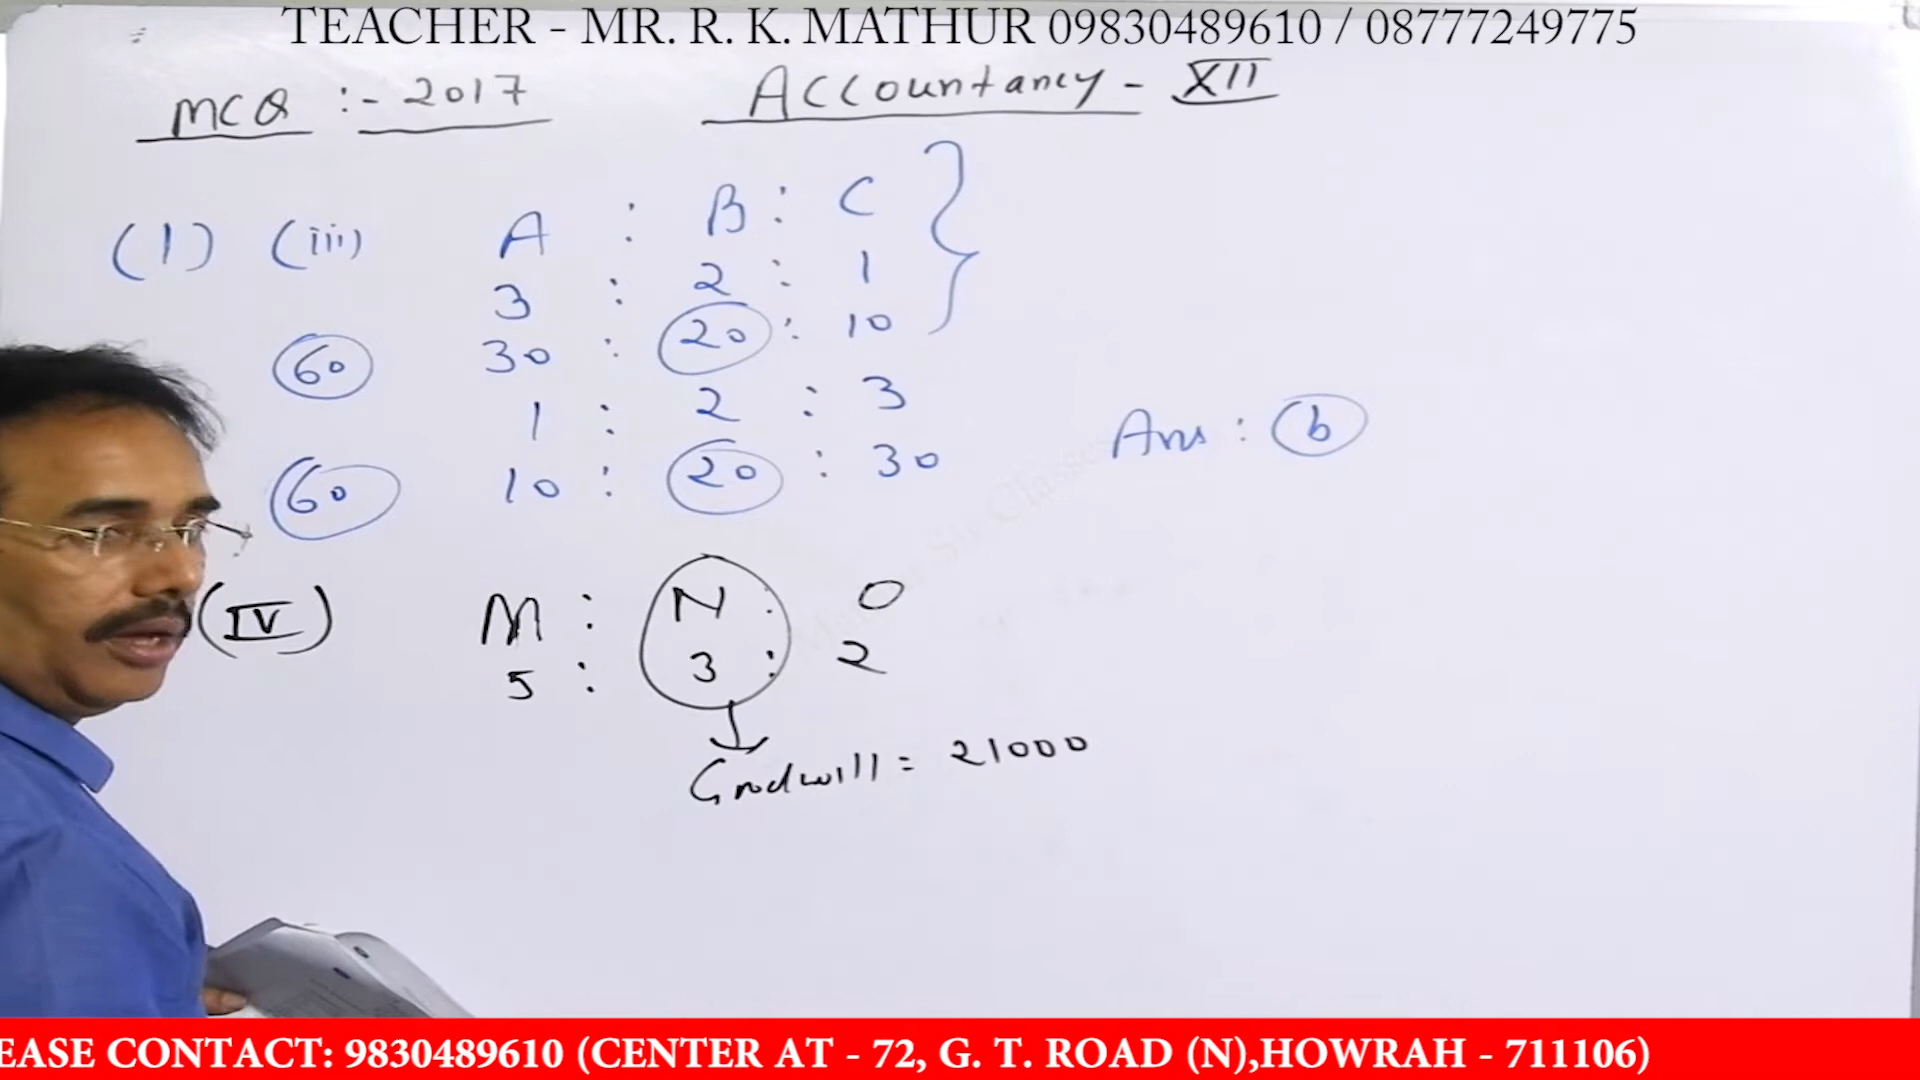 TEACHER - MR. R. K. MATHUR 09830489610 / 08777249775
MCQ :- 2017 Accountancy - XII
(1) (iii) A : B : C
3 : 2 : 1
60 30 : 20 : 10
1 : 2 : 3
60 10 : 20 : 30
Ans : b
(IV) M : N : O
5 : 3 : 2
Goodwill = 21000
EASE CONTACT: 9830489610 (CENTER AT - 72, G. T. ROAD (N),HOWRAH - 711106)